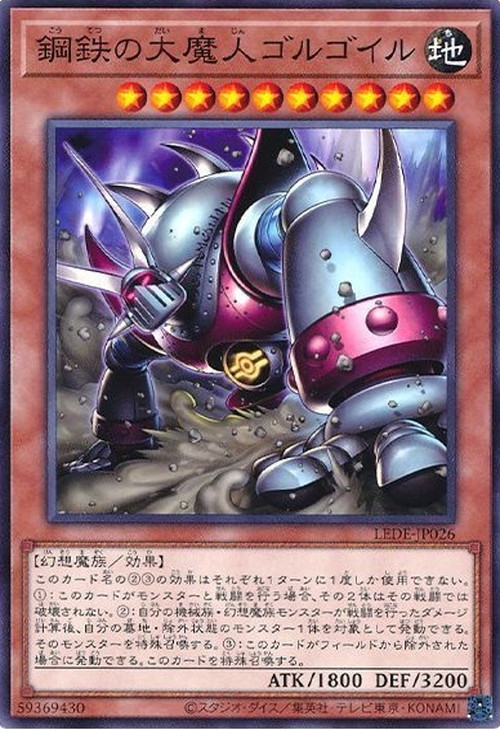 鋼鉄の大魔人ゴルゴイル
地
LEDE-JP026
【幻想魔族/効果】
このカード名の②③の効果はそれぞれ1ターンに1度しか使用できない。
①:このカードがモンスターと戦闘を行う場合、その2体はその戦闘では
破壊されない。②:自分の機械族・幻想魔族モンスターが戦闘を行ったダメージ
計算後、自分の墓地・除外状態のモンスター1体を対象として発動できる。
そのモンスターを特殊召喚する。③:このカードがフィールドから除外された
場合に発動できる。このカードを特殊召喚する。
ATK/1800 DEF/3200
59369430
©スタジオ・ダイス/集英社・テレビ東京・KONAMI